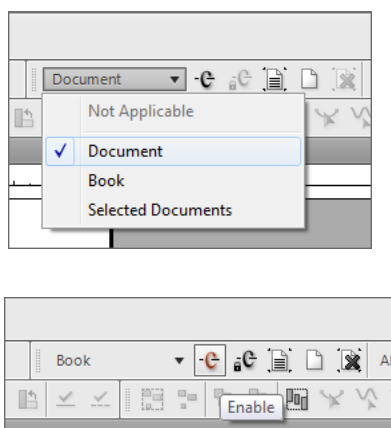 Document
Not Applicable
Document
Book
Selected Documents
Book
Enable